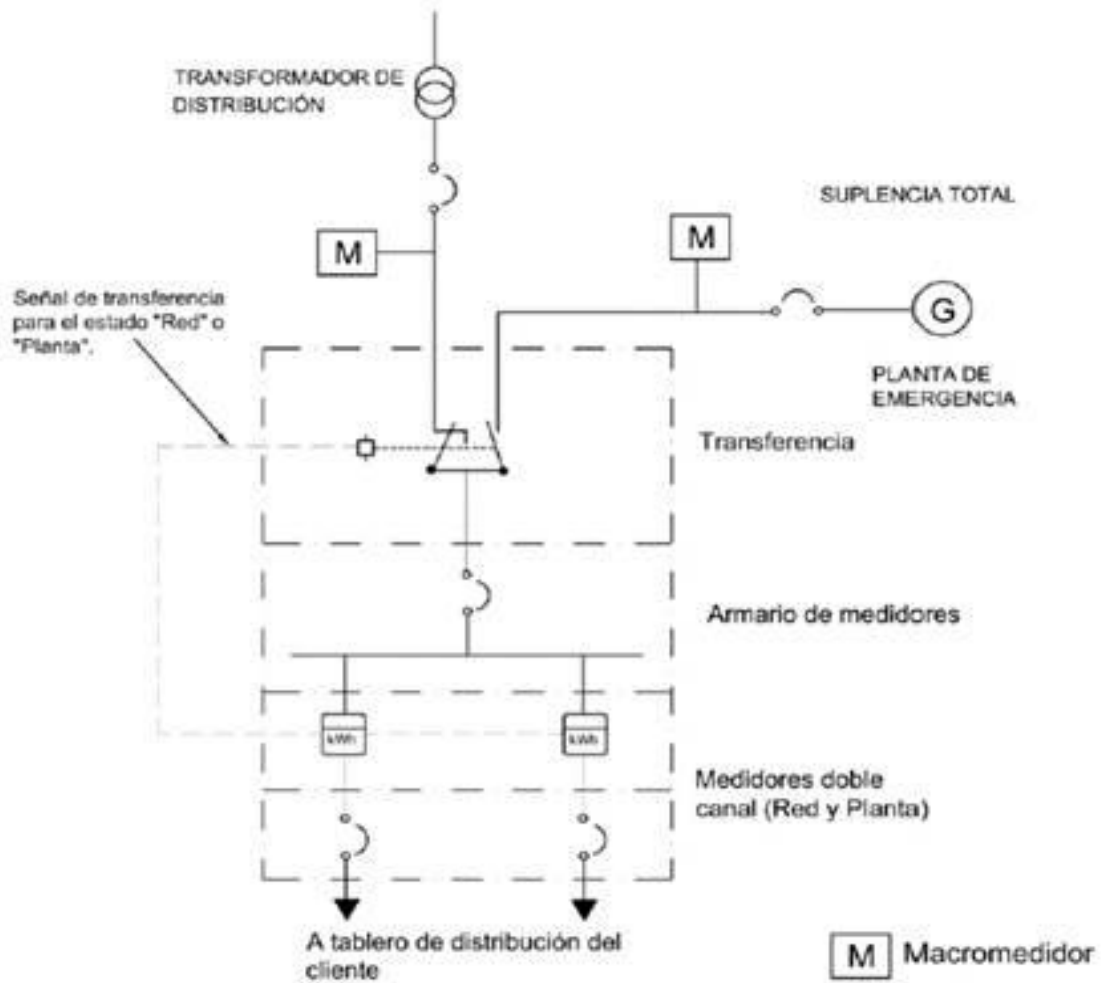 TRANSFORMADOR DE
DISTRIBUCIÓN
SUPLENCIA TOTAL
M
M
Señal de transferencia
para el estado "Red" o
"Planta".
G
PLANTA DE
EMERGENCIA
Transferencia
Armario de medidores
kWh
kWh
Medidores doble
canal (Red y Planta)
A tablero de distribución del
cliente
M Macromedidor